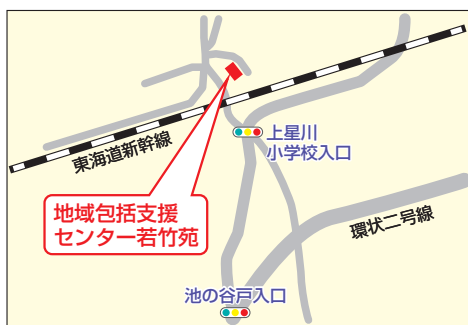 上星川
小学校入口
東海道新幹線
地域包括支援
センター若竹苑
環状二号線
池の谷戸入口